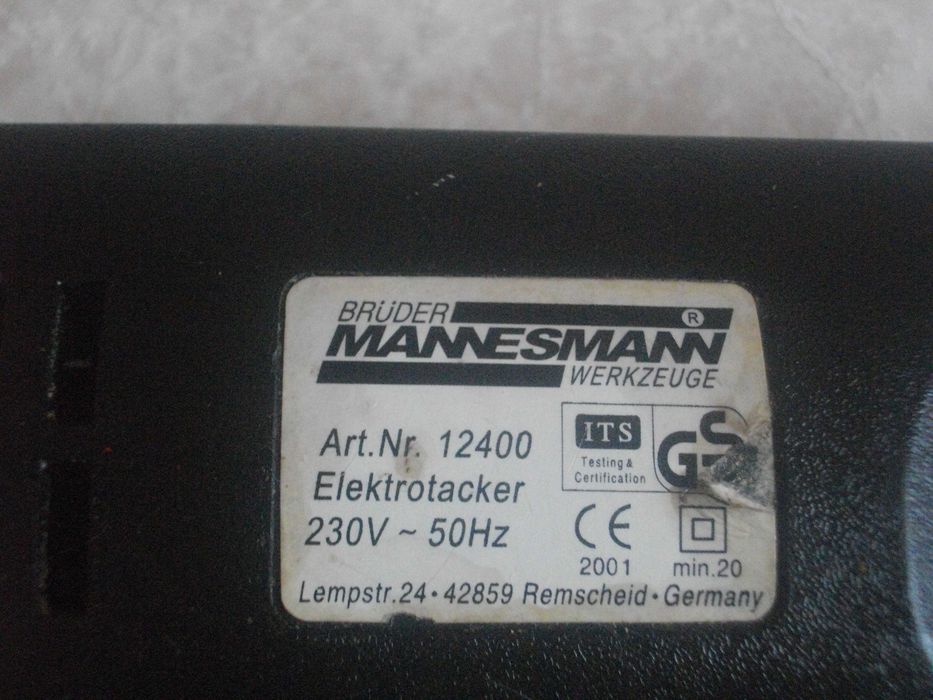 BRÜDER
MANNESMANN ®
WERKZEUGE
Art.Nr. 12400
Elektrotacker
230V ~ 50Hz
ITS
Testing &
Certification
GS
CE
2001 min.20
Lempstr.24 • 42859 Remscheid • Germany